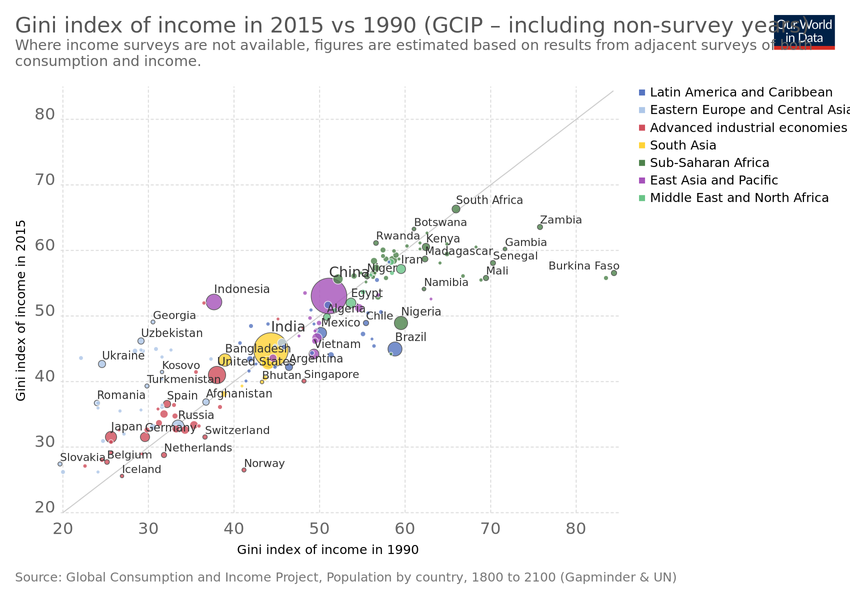 Gini index of income in 2015 vs 1990 (GCIP – including non-survey years)
Our World
in Data
Where income surveys are not available, figures are estimated based on results from adjacent surveys of both
consumption and income.
Latin America and Caribbean
Eastern Europe and Central Asia
Advanced industrial economies
South Asia
Sub-Saharan Africa
East Asia and Pacific
Middle East and North Africa
Gini index of income in 2015
80
70
60
50
40
30
20
South Africa
Botswana
Zambia
Rwanda
Kenya
Gambia
Madagascar
Senegal
Iran
Niger
China
Mali
Burkina Faso
Namibia
Egypt
Indonesia
Algeria
Chile
Nigeria
Georgia
Mexico
India
Uzbekistan
Brazil
Vietnam
Bangladesh
Ukraine
United States
Argentina
Kosovo
Turkmenistan
Bhutan
Singapore
Romania
Spain
Afghanistan
Russia
Japan
Germany
Switzerland
Netherlands
Slovakia
Belgium
Iceland
Norway
20
30
40
50
60
70
80
Gini index of income in 1990
Source: Global Consumption and Income Project, Population by country, 1800 to 2100 (Gapminder & UN)